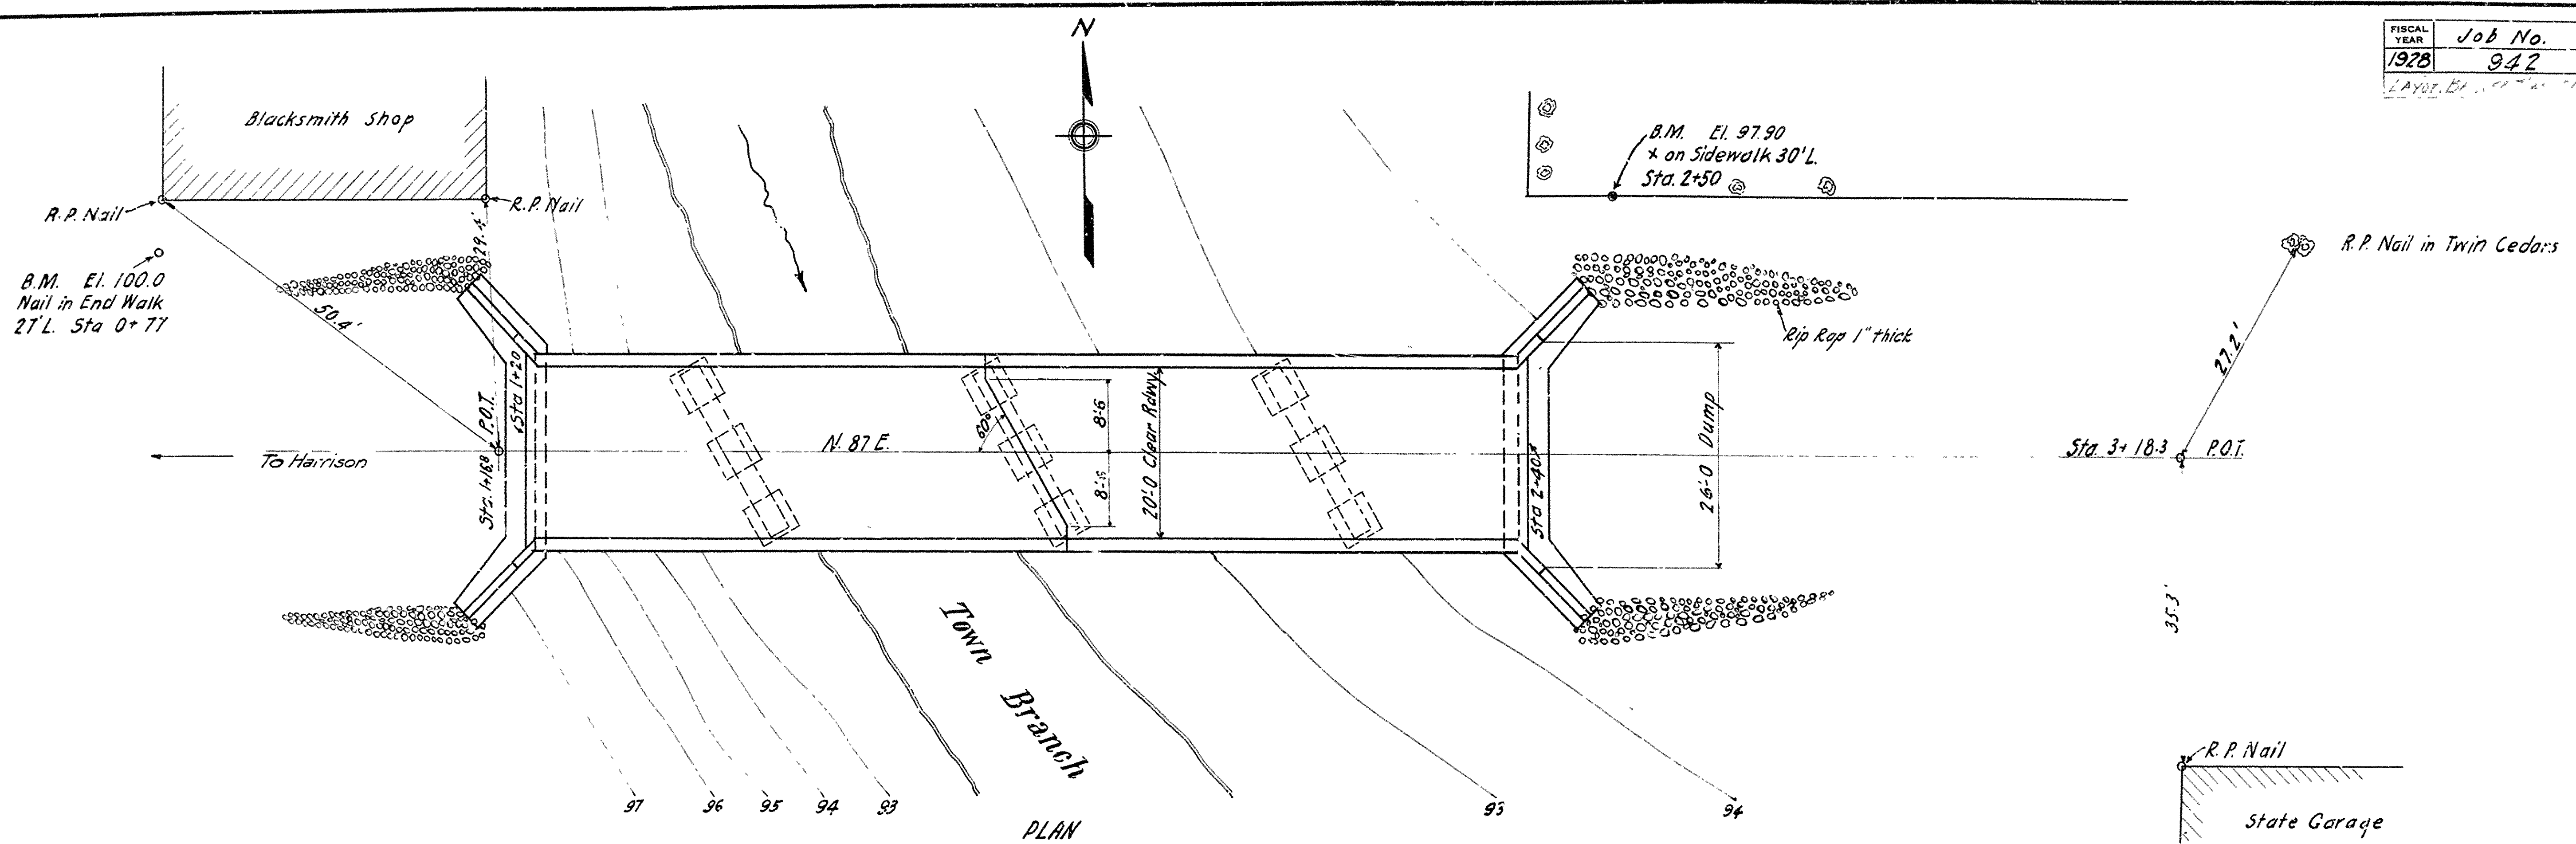 N
FISCAL YEAR
Job No.
1928
942
Blacksmith Shop
B.M. El. 97.90
x on Sidewalk 30' L.
Sta. 2+50
R.P. Nail
R.P. Nail
29.4'
R.P. Nail in Twin Cedars
B.M. El. 100.0
Nail in End Walk
27' L. Sta 0+77
50.4'
Rip Rap 1" thick
27.2'
Sta 1+20
P.O.T.
Sta. 1+16.8
To Harrison
N. 87 E.
60°
8'-6
8'-6
20'-0 Clear Rdwy.
Sta 2+40
26'-0 Dump
Sta. 3+18.3 P.O.T.
35.3'
Town Branch
R.P. Nail
State Garage
97
96
95
94
93
93
94
PLAN